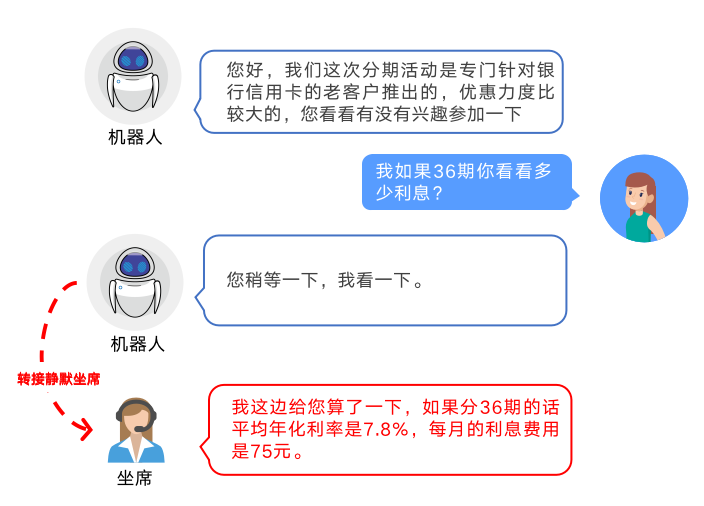 您好，我们这次分期活动是专门针对银
行信用卡的老客户推出的，优惠力度比
较大的，您看看有没有兴趣参加一下
机器人
我如果36期你看看多
少利息？
您稍等一下，我看一下。
机器人
转接静默坐席
我这边给您算了一下，如果分36期的话
平均年化利率是7.8%，每月的利息费用
是75元。
坐席